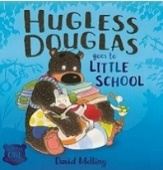 HUGLESS
DOUGLAS
goes to
LITTLE
SCHOOL
David Melling